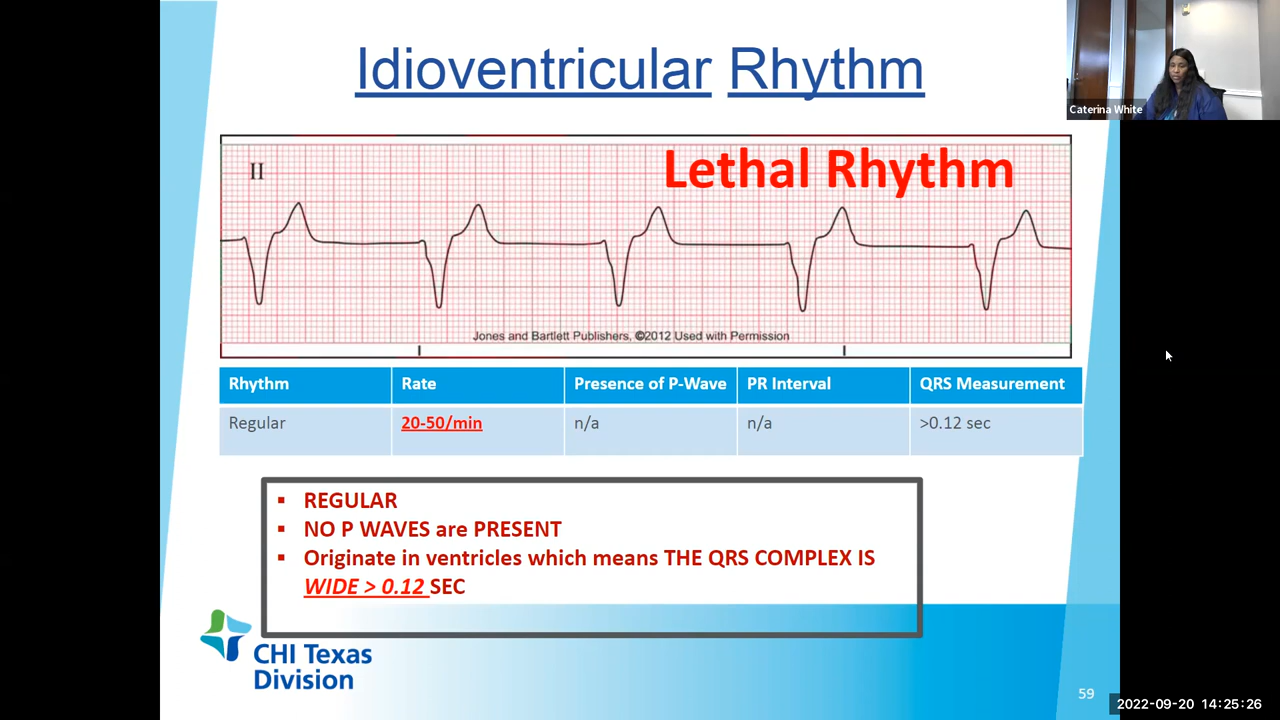 Idioventricular Rhythm
Caterina White
II
Lethal Rhythm
Jones and Bartlett Publishers, ©2012 Used with Permission
Rhythm Rate Presence of P-Wave PR Interval QRS Measurement
Regular 20-50/min n/a n/a >0.12 sec
▪ REGULAR
▪ NO P WAVES are PRESENT
▪ Originate in ventricles which means THE QRS COMPLEX IS
WIDE > 0.12 SEC
CHI Texas
Division
59
2022-09-20 14:25:26